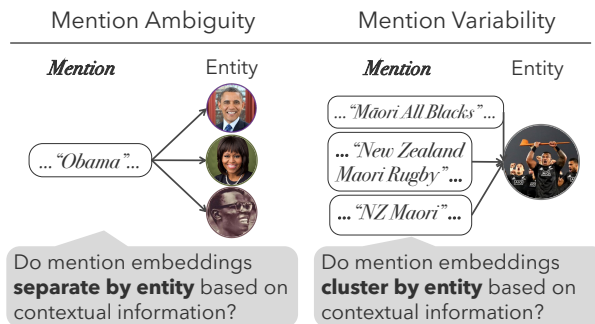 Mention Ambiguity
Mention
Entity
... “Obama”...
Do mention embeddings
separate by entity based on
contextual information?
Mention Variability
Mention
Entity
... “Māori All Blacks”...
... “New Zealand
Maori Rugby” ...
... “NZ Maori” ...
Do mention embeddings
cluster by entity based on
contextual information?